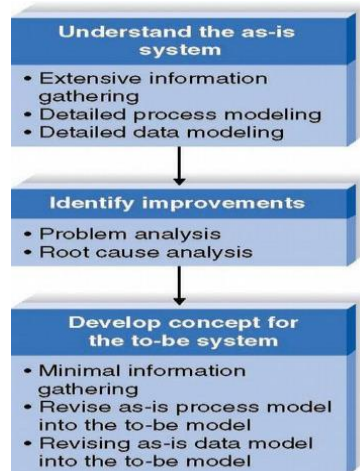 Understand the as-is
system
• Extensive information
gathering
• Detailed process modeling
• Detailed data modeling
Identify improvements
• Problem analysis
• Root cause analysis
Develop concept for
the to-be system
• Minimal information
gathering
• Revise as-is process model
into the to-be model
• Revising as-is data model
into the to-be model